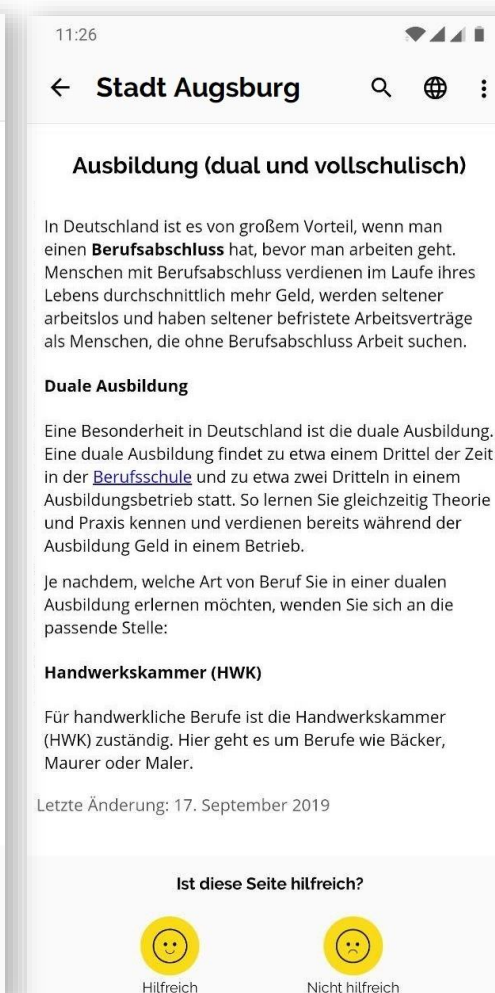 11:26
Stadt Augsburg
Ausbildung (dual und vollschulisch)
In Deutschland ist es von großem Vorteil, wenn man
einen Berufsabschluss hat, bevor man arbeiten geht.
Menschen mit Berufsabschluss verdienen im Laufe ihres
Lebens durchschnittlich mehr Geld, werden seltener
arbeitslos und haben seltener befristete Arbeitsverträge
als Menschen, die ohne Berufsabschluss Arbeit suchen.
Duale Ausbildung
Eine Besonderheit in Deutschland ist die duale Ausbildung.
Eine duale Ausbildung findet zu etwa einem Drittel der Zeit
in der Berufsschule und zu etwa zwei Dritteln in einem
Ausbildungsbetrieb statt. So lernen Sie gleichzeitig Theorie
und Praxis kennen und verdienen bereits während der
Ausbildung Geld in einem Betrieb.
Je nachdem, welche Art von Beruf Sie in einer dualen
Ausbildung erlernen möchten, wenden Sie sich an die
passende Stelle:
Handwerkskammer (HWK)
Für handwerkliche Berufe ist die Handwerkskammer
(HWK) zuständig. Hier geht es um Berufe wie Bäcker,
Maurer oder Maler.
Letzte Änderung: 17. September 2019
Ist diese Seite hilfreich?
Hilfreich Nicht hilfreich